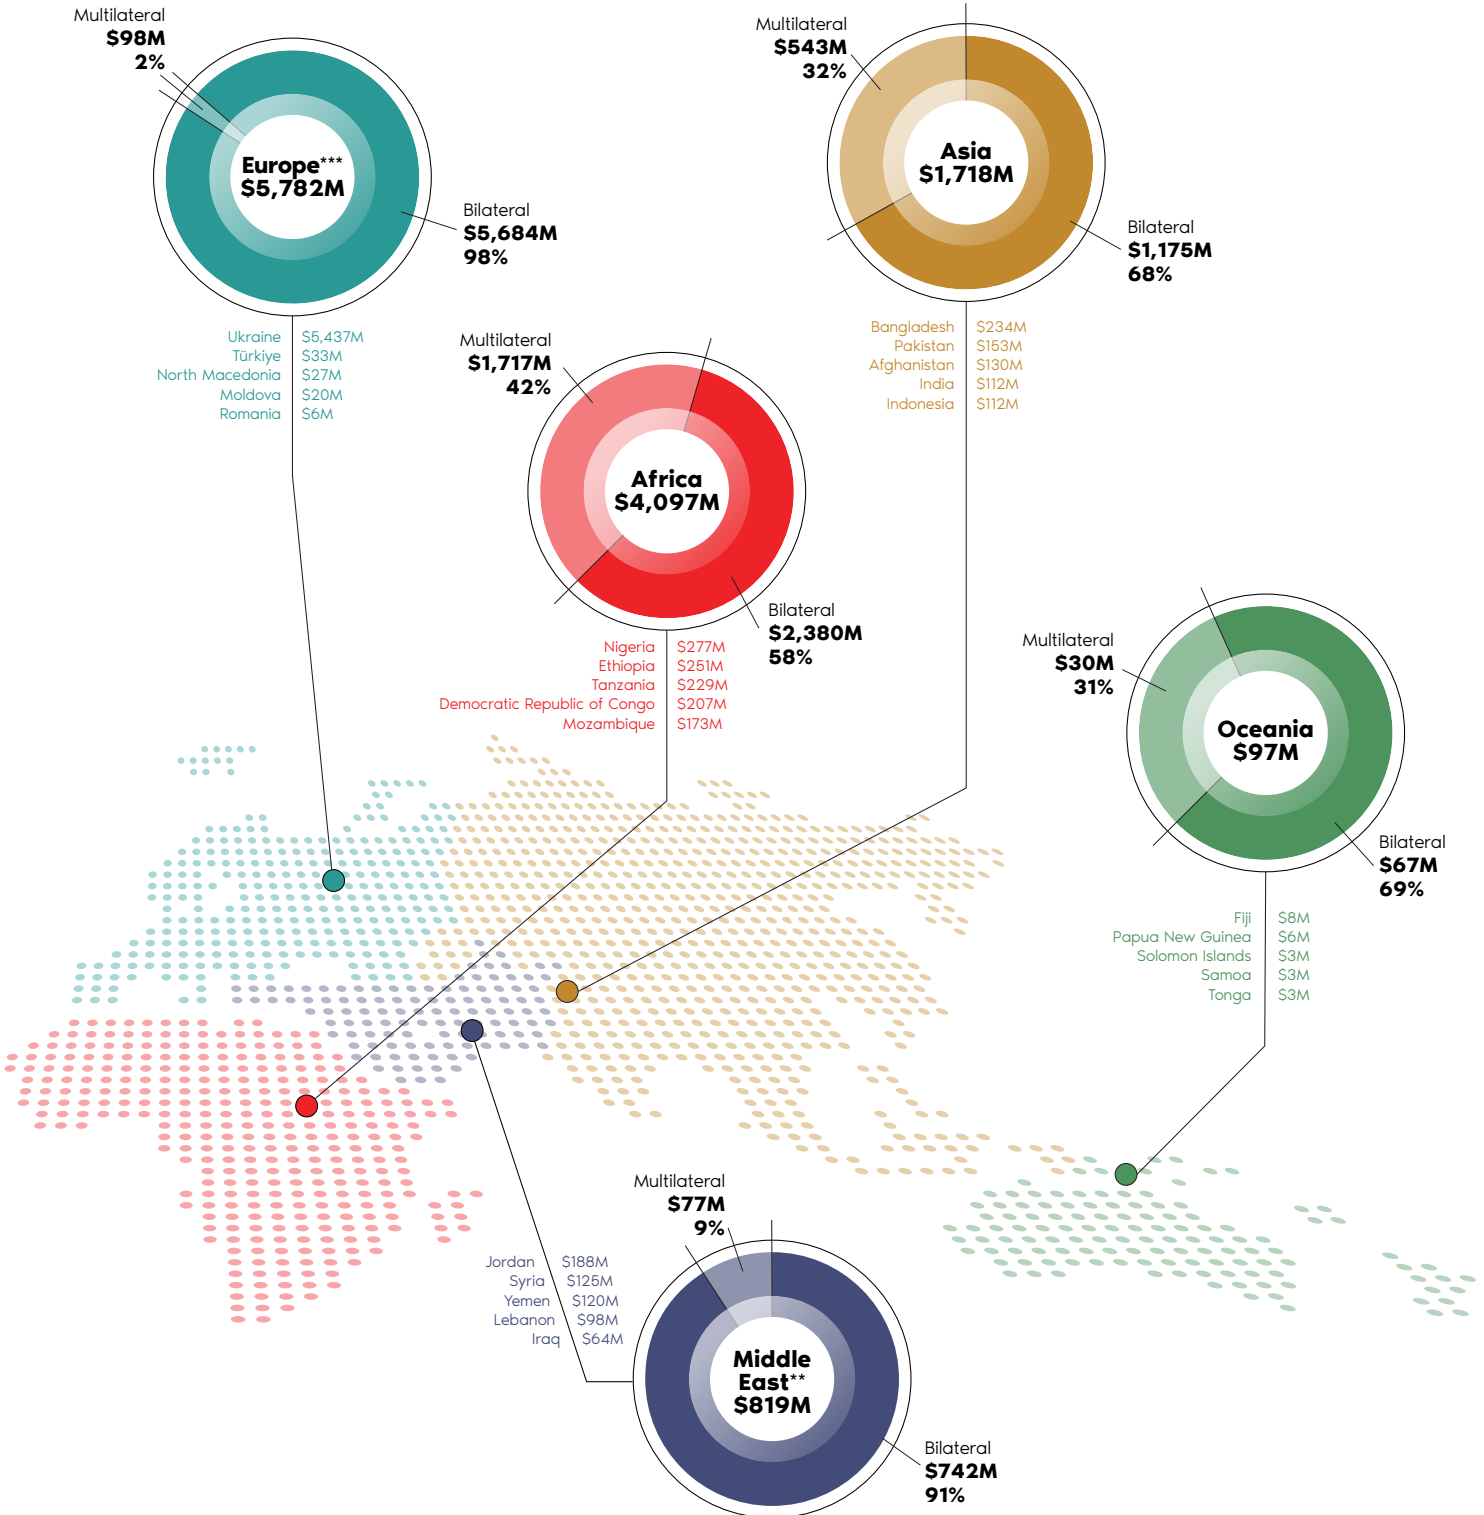 Multilateral
$98M
2%
Europe***
$5,782M
Bilateral
$5,684M
98%
Ukraine $5,437M
Türkiye $33M
North Macedonia $27M
Moldova $20M
Romania $6M
Multilateral
$543M
32%
Asia
$1,718M
Bilateral
$1,175M
68%
Bangladesh $234M
Pakistan $153M
Afghanistan $130M
India $112M
Indonesia $112M
Multilateral
$1,717M
42%
Africa
$4,097M
Bilateral
$2,380M
58%
Nigeria $277M
Ethiopia $251M
Tanzania $229M
Democratic Republic of Congo $207M
Mozambique $173M
Multilateral
$30M
31%
Oceania
$97M
Bilateral
$67M
69%
Fiji $8M
Papua New Guinea $6M
Solomon Islands $3M
Samoa $3M
Tonga $3M
Multilateral
$77M
9%
Jordan $188M
Syria $125M
Yemen $120M
Lebanon $98M
Iraq $64M
Middle
East**
$819M
Bilateral
$742M
91%